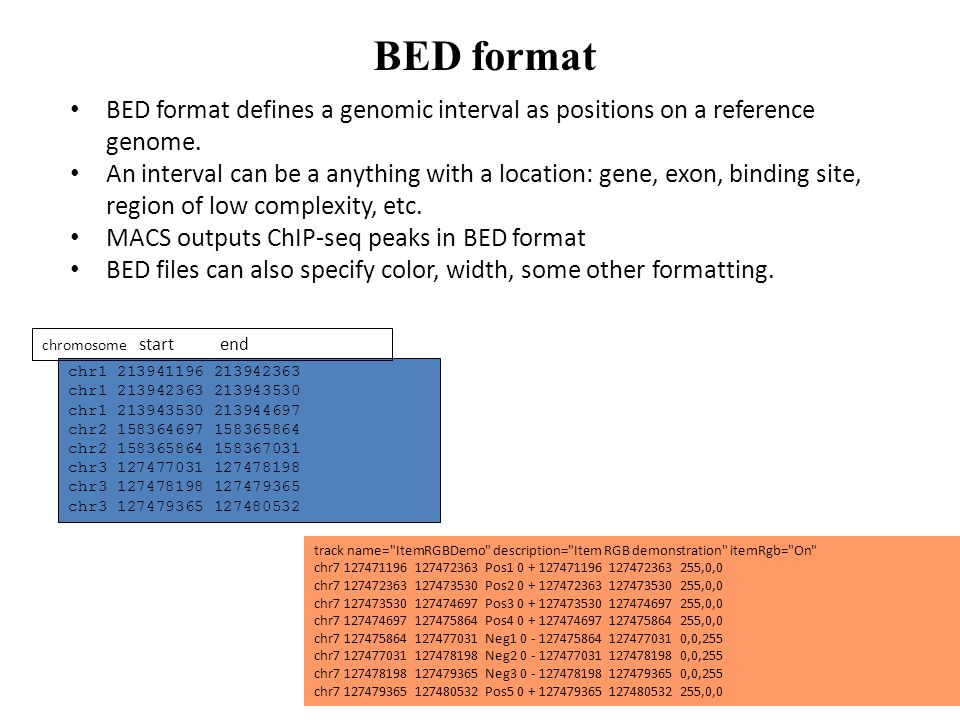 BED format
• BED format defines a genomic interval as positions on a reference
genome.
• An interval can be a anything with a location: gene, exon, binding site,
region of low complexity, etc.
• MACS outputs ChIP-seq peaks in BED format
• BED files can also specify color, width, some other formatting.
chromosome start end
chr1 213941196 213942363
chr1 213942363 213943530
chr1 213943530 213944697
chr2 158364697 158365864
chr2 158365864 158367031
chr3 127477031 127478198
chr3 127478198 127479365
chr3 127479365 127480532
track name="ItemRGBDemo" description="Item RGB demonstration" itemRgb="On"
chr7 127471196 127472363 Pos1 0 + 127471196 127472363 255,0,0
chr7 127472363 127473530 Pos2 0 + 127472363 127473530 255,0,0
chr7 127473530 127474697 Pos3 0 + 127473530 127474697 255,0,0
chr7 127474697 127475864 Pos4 0 + 127474697 127475864 255,0,0
chr7 127475864 127477031 Neg1 0 - 127475864 127477031 0,0,255
chr7 127477031 127478198 Neg2 0 - 127477031 127478198 0,0,255
chr7 127478198 127479365 Neg3 0 - 127478198 127479365 0,0,255
chr7 127479365 127480532 Pos5 0 + 127479365 127480532 255,0,0